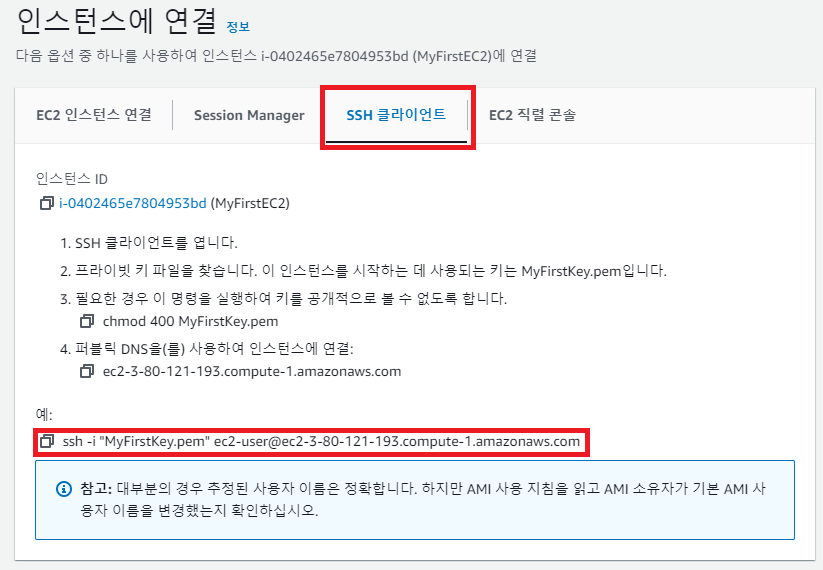 인스턴스에 연결 정보
다음 옵션 중 하나를 사용하여 인스턴스 i-0402465e7804953bd (MyFirstEC2)에 연결
EC2 인스턴스 연결 Session Manager SSH 클라이언트 EC2 직렬 콘솔
인스턴스 ID
i-0402465e7804953bd (MyFirstEC2)
1. SSH 클라이언트를 엽니다.
2. 프라이빗 키 파일을 찾습니다. 이 인스턴스를 시작하는 데 사용되는 키는 MyFirstKey.pem입니다.
3. 필요한 경우 이 명령을 실행하여 키를 공개적으로 볼 수 없도록 합니다.
chmod 400 MyFirstKey.pem
4. 퍼블릭 DNS을(를) 사용하여 인스턴스에 연결:
ec2-3-80-121-193.compute-1.amazonaws.com
예:
ssh -i "MyFirstKey.pem" ec2-user@ec2-3-80-121-193.compute-1.amazonaws.com
참고: 대부분의 경우 추정된 사용자 이름은 정확합니다. 하지만 AMI 사용 지침을 읽고 AMI 소유자가 기본 AMI 사
용자 이름을 변경했는지 확인하십시오.